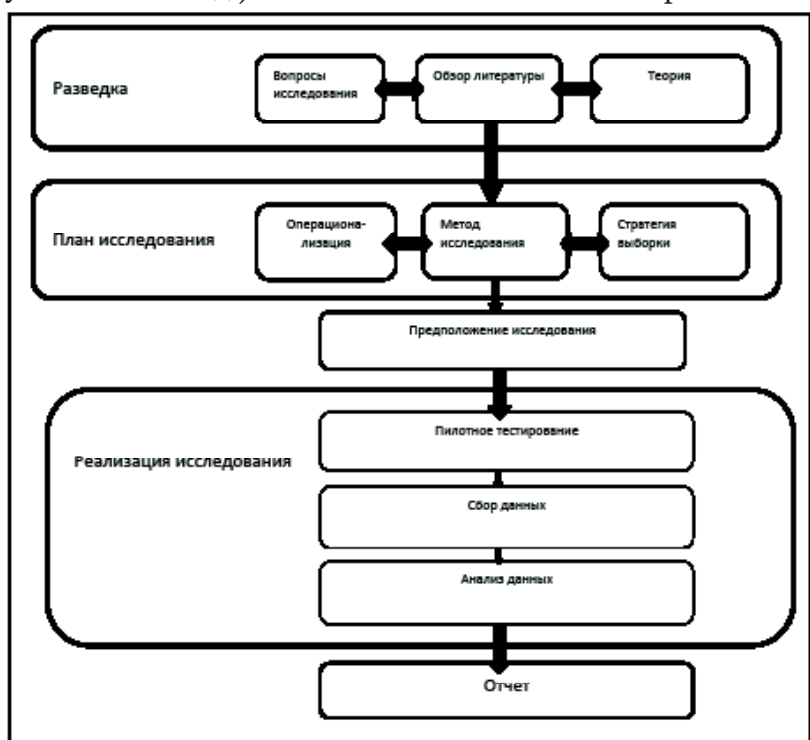 Разведка
Вопросы
исследования
Обзор литературы
Теория
План исследования
Операциона-
лизация
Метод
исследования
Стратегия
выборки
Предположение исследования
Реализация исследования
Пилотное тестирование
Сбор данных
Анализ данных
Отчет